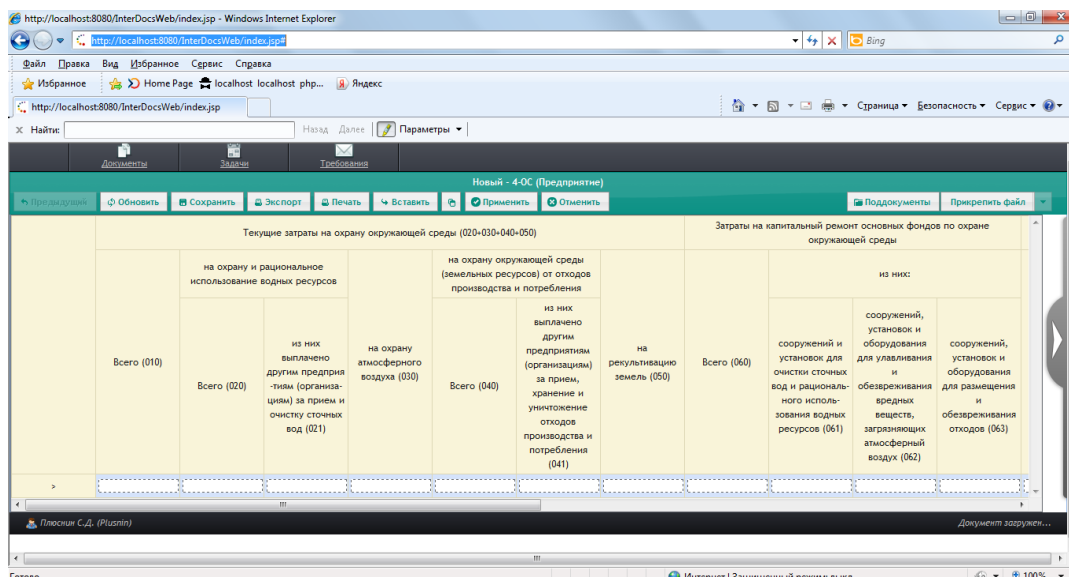 http://localhost:8080/InterDocsWeb/index.jsp - Windows Internet Explorer
http://localhost:8080/InterDocsWeb/index.jsp#
Bing
Файл Правка Вид Избранное Сервис Справка
Избранное Home Page localhost localhost php... Яндекс
http://localhost:8080/InterDocsWeb/index.jsp
Страница Безопасность Сервис
x Найти: Назад Далее Параметры
Документы Задачи Требования
Новый - 4-ОС (Предприятие)
Предыдущий Обновить Сохранить Экспорт Печать Вставить Применить Отменить Поддокументы Прикрепить файл
Текущие затраты на охрану окружающей среды (020+030+040+050)
Затраты на капитальный ремонт основных фондов по охране
окружающей среды
на охрану и рациональное
использование водных ресурсов
на охрану окружающей среды
(земельных ресурсов) от отходов
производства и потребления
из них:
Всего (010)
Всего (020)
из них
выплачено
другим предприя
-тиям (организа-
циям) за прием и
очистку сточных
вод (021)
на охрану
атмосферного
воздуха (030)
Всего (040)
из них
выплачено
другим
предприятиям
(организациям)
за прием,
хранение и
уничтожение
отходов
производства и
потребления
(041)
на
рекультивацию
земель (050)
Всего (060)
сооружений и
установок для
очистки сточных
вод и рациональ-
ного исполь-
зования водных
ресурсов (061)
сооружений,
установок и
оборудования
для улавливания
и
обезвреживания
вредных
веществ,
загрязняющих
атмосферный
воздух (062)
сооружений,
установок и
оборудования
для размещения
и
обезвреживания
отходов (063)
>
Плюснин С.Д. (Plusnin)
Документ загружен...
Готово
Интернет | Защищенный режим: выкл.
100%